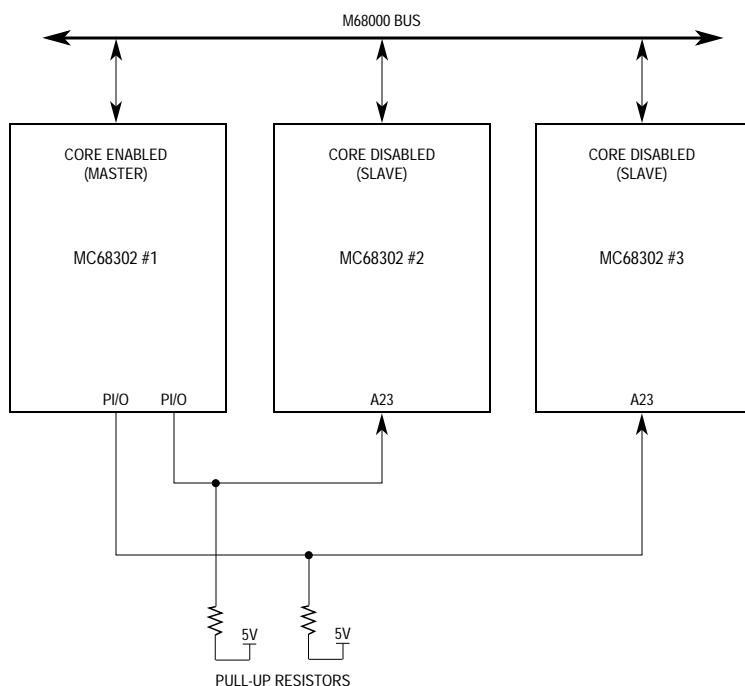 M68000 BUS
CORE ENABLED
(MASTER)
CORE DISABLED
(SLAVE)
CORE DISABLED
(SLAVE)
MC68302 #1
MC68302 #2
MC68302 #3
PI/O
PI/O
A23
A23
5V
5V
PULL-UP RESISTORS